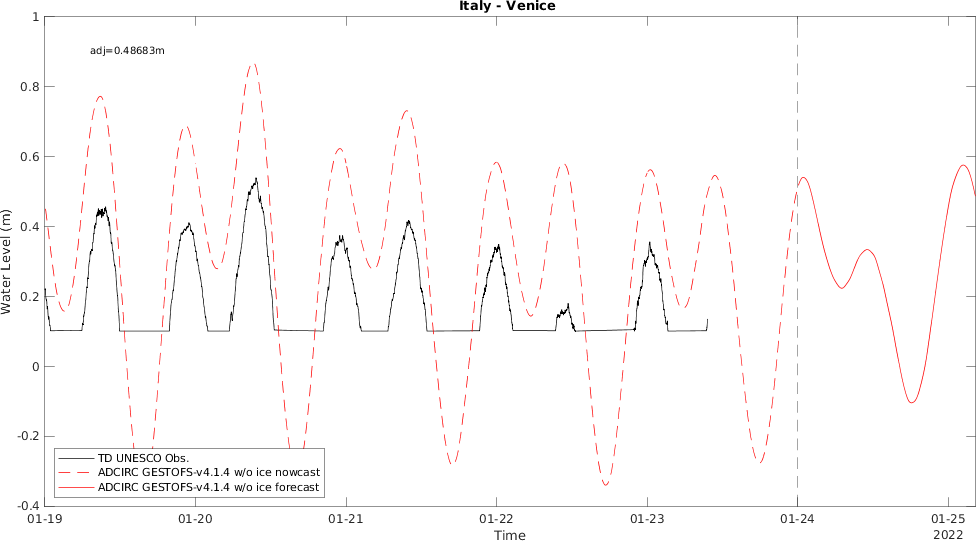 Italy - Venice
adj=0.48683m
Water Level (m)
1
0.8
0.6
0.4
0.2
0
-0.2
-0.4
TD UNESCO Obs.
ADCIRC GESTOFS-v4.1.4 w/o ice nowcast
ADCIRC GESTOFS-v4.1.4 w/o ice forecast
01-19 01-20 01-21 01-22 01-23 01-24 01-25
Time
2022